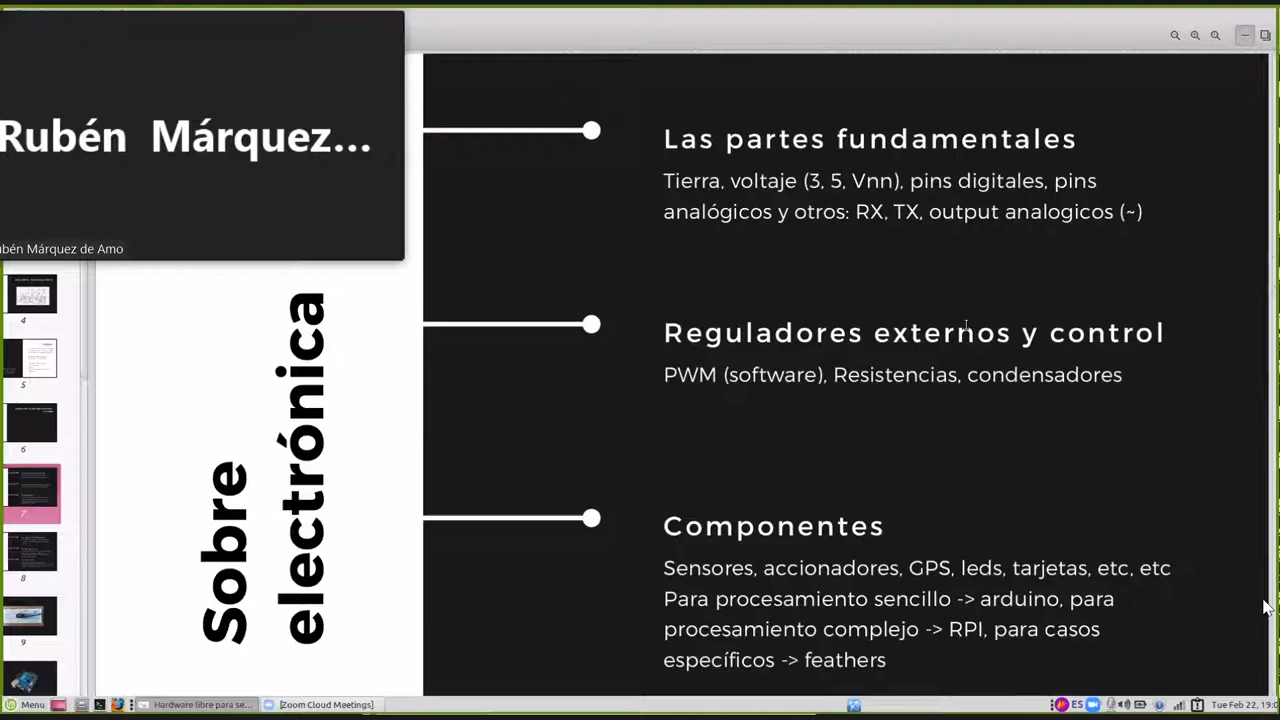 Rubén Márquez...
ubén Márquez de Amo
4
5
6
7
8
9
Sobre
electrónica
Las partes fundamentales
Tierra, voltaje (3, 5, Vnn), pins digitales, pins
analógicos y otros: RX, TX, output analogicos (~)
Reguladores externos y control
PWM (software), Resistencias, condensadores
Componentes
Sensores, accionadores, GPS, leds, tarjetas, etc, etc
Para procesamiento sencillo -> arduino, para
procesamiento complejo -> RPI, para casos
específicos -> feathers
Menu
Hardware libre para se...
[Zoom Cloud Meetings]
ES
Tue Feb 22, 19:0